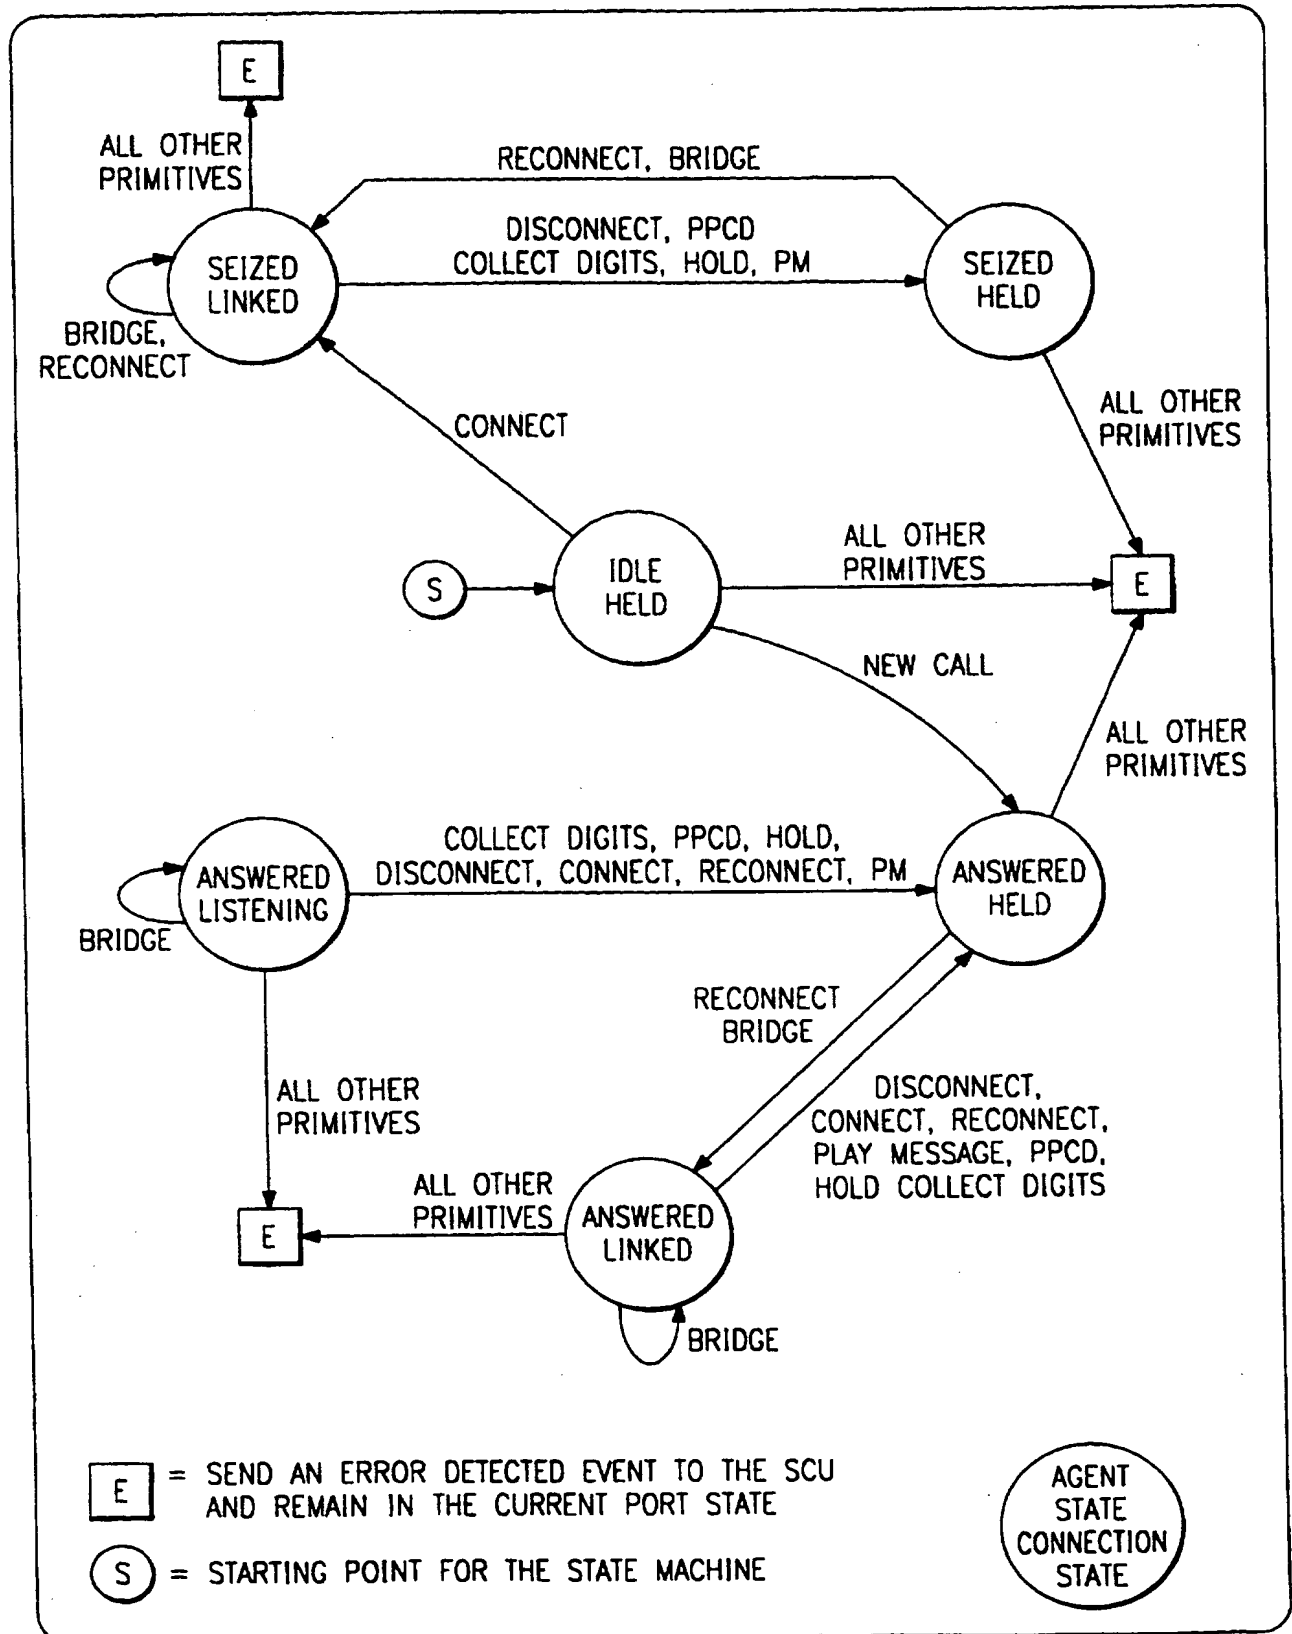 E
ALL OTHER
PRIMITIVES
RECONNECT, BRIDGE
DISCONNECT, PPCD
COLLECT DIGITS, HOLD, PM
SEIZED
LINKED
SEIZED
HELD
BRIDGE,
RECONNECT
CONNECT
ALL OTHER
PRIMITIVES
S
IDLE
HELD
ALL OTHER
PRIMITIVES
E
NEW CALL
ALL OTHER
PRIMITIVES
COLLECT DIGITS, PPCD, HOLD,
DISCONNECT, CONNECT, RECONNECT, PM
ANSWERED
LISTENING
ANSWERED
HELD
BRIDGE
RECONNECT
BRIDGE
DISCONNECT,
CONNECT, RECONNECT,
PLAY MESSAGE, PPCD,
HOLD COLLECT DIGITS
ALL OTHER
PRIMITIVES
ALL OTHER
PRIMITIVES
E
ANSWERED
LINKED
BRIDGE
E = SEND AN ERROR DETECTED EVENT TO THE SCU
AND REMAIN IN THE CURRENT PORT STATE
S = STARTING POINT FOR THE STATE MACHINE
AGENT
STATE
CONNECTION
STATE